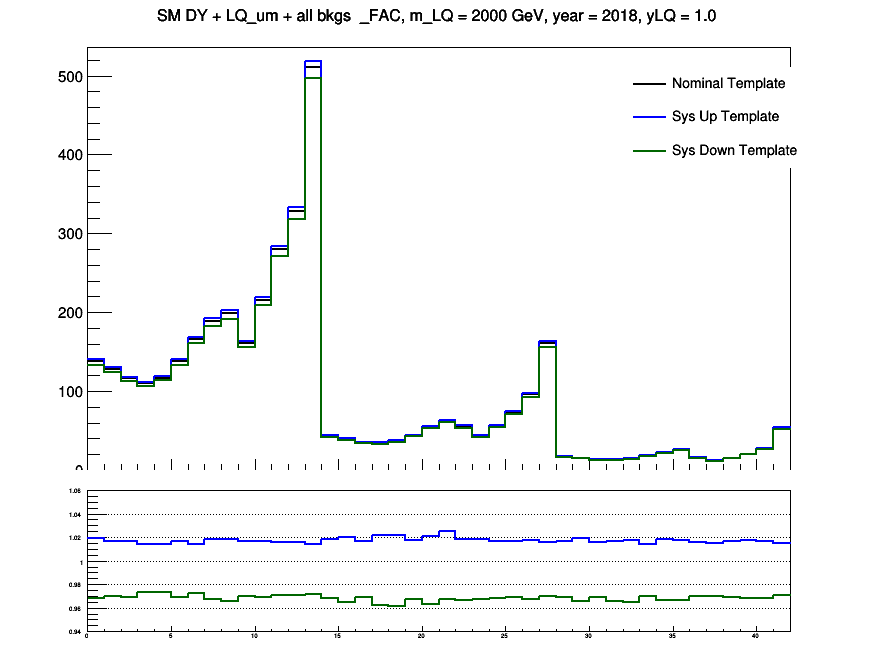 SM DY + LQ_um + all bkgs _FAC, m_LQ = 2000 GeV, year = 2018, yLQ = 1.0
Nominal Template
Sys Up Template
Sys Down Template
500
400
300
200
100
0
1.06
1.04
1.02
1
0.98
0.96
0.94
0 5 10 15 20 25 30 35 40